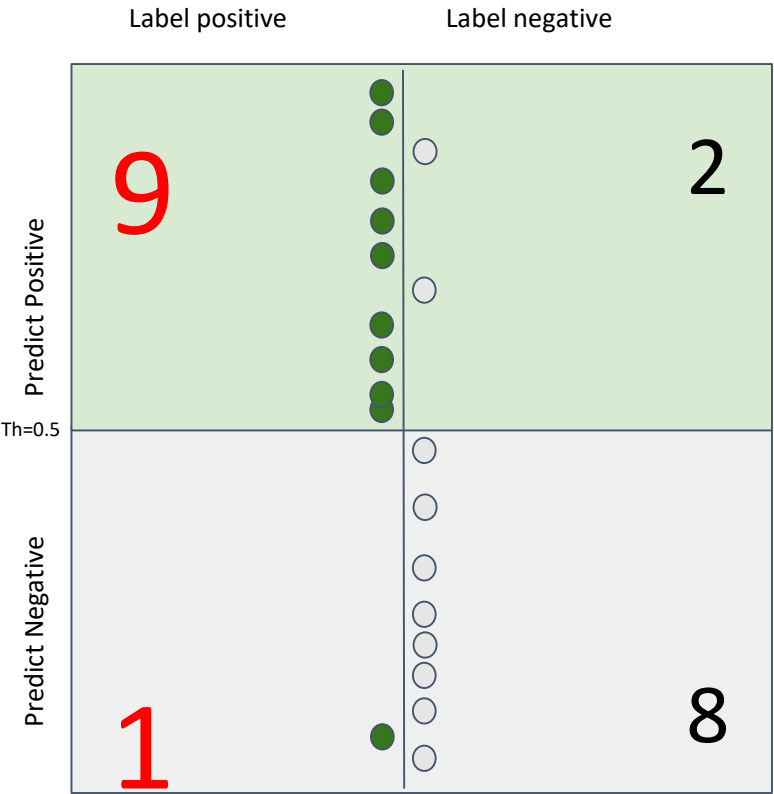 Label positive
Label negative
9
2
Predict Positive
Th=0.5
Predict Negative
1
8